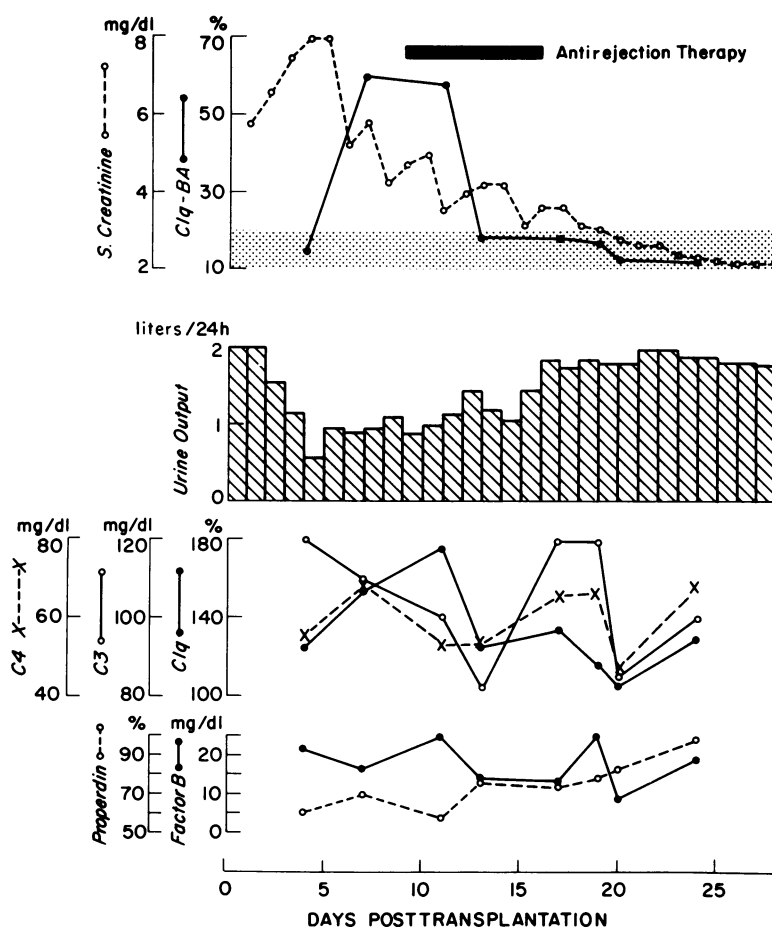 mg/dl %
8 70
Antirejection Therapy
6 50
4 30
2 10
S. Creatinine
C1q-BA
liters/24h
2
1
0
Urine Output
mg/dl mg/dl %
80 120 180
60 100 140
40 80 100
C4 X-----X
C3
C1q
% mg/dl
90 20
70 10
50 0
Properdin
Factor B
0 5 10 15 20 25
DAYS POSTTRANSPLANTATION